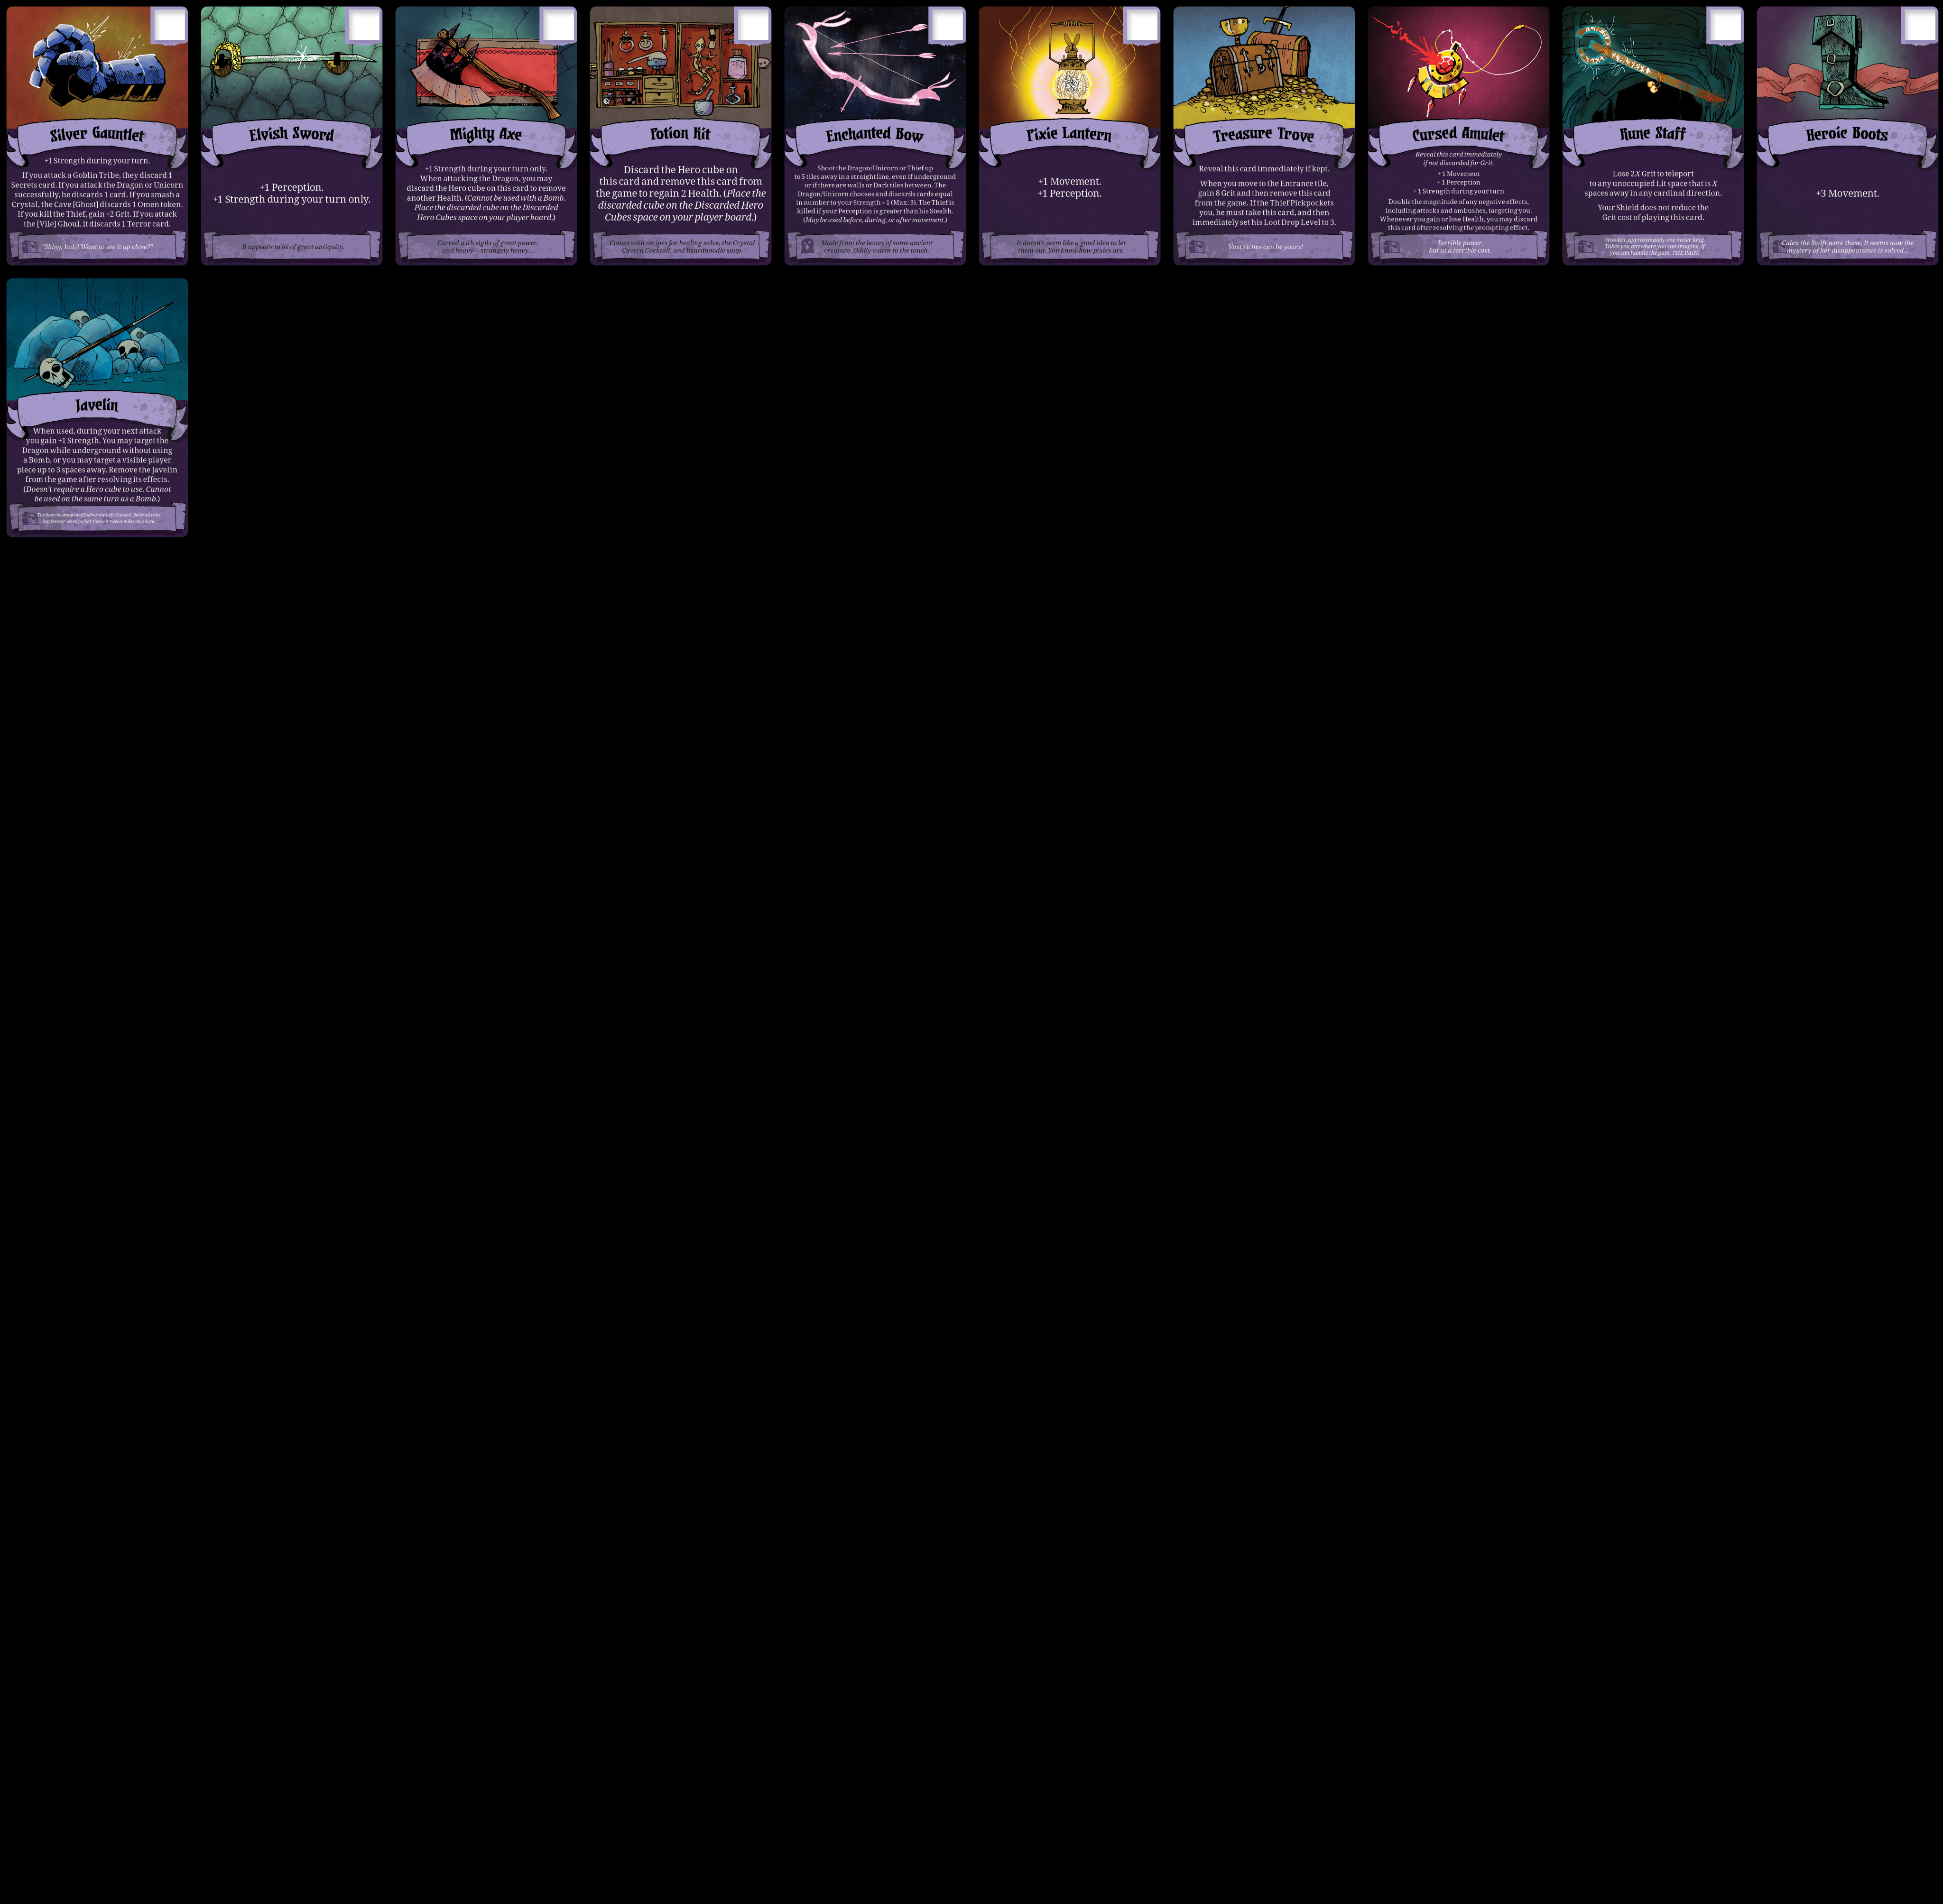 Silver Gauntlet
+1 Strength during your turn.
If you attack a Goblin Tribe, they discard 1
Secrets card. If you attack the Dragon or Unicorn
successfully, he discards 1 card. If you smash a
Crystal, the Cave [Ghost] discards 1 Omen token.
If you kill the Thief, gain +2 Grit. If you attack
the [Vile] Ghoul, it discards 1 Terror card.
"Shiny, huh? Want to see it up close?"
Elvish Sword
+1 Perception.
+1 Strength during your turn only.
It appears to be of great antiquity.
Mighty Axe
+1 Strength during your turn only.
When attacking the Dragon, you may
discard the Hero cube on this card to remove
another Health. (Cannot be used with a Bomb.
Place the discarded cube on the Discarded
Hero Cubes space on your player board.)
Carved with sigils of great power,
and heavy—strangely heavy...
Potion Kit
Discard the Hero cube on
this card and remove this card from
the game to regain 2 Health. (Place the
discarded cube on the Discarded Hero
Cubes space on your player board.)
Comes with recipes for healing salve, the Crystal
Cavern Cocktail, and lizardnoodle soup.
Enchanted Bow
Shoot the Dragon/Unicorn or Thief up
to 5 tiles away in a straight line, even if underground
or if there are walls or Dark tiles between. The
Dragon/Unicorn chooses and discards cards equal
in number to your Strength – 1 (Max: 3). The Thief is
killed if your Perception is greater than his Stealth.
(May be used before, during, or after movement.)
Made from the bones of some ancient
creature. Oddly warm to the touch.
Pixie Lantern
+1 Movement.
+1 Perception.
It doesn't seem like a good idea to let
them out. You know how pixies are.
Treasure Trove
Reveal this card immediately if kept.
When you move to the Entrance tile,
gain 8 Grit and then remove this card
from the game. If the Thief Pickpockets
you, he must take this card, and then
immediately set his Loot Drop Level to 3.
Vast riches can be yours!
Cursed Amulet
Reveal this card immediately
if not discarded for Grit.
+ 1 Movement
+ 1 Perception
+ 1 Strength during your turn
Double the magnitude of any negative effects,
including attacks and ambushes, targeting you.
Whenever you gain or lose Health, you may discard
this card after resolving the prompting effect.
Terrible power,
but at a terrible cost.
Rune Staff
Lose 2X Grit to teleport
to any unoccupied Lit space that is X
spaces away in any cardinal direction.
Your Shield does not reduce the
Grit cost of playing this card.
Wooden, approximately one meter long.
Takes you anywhere you can imagine, if
you can handle the pain. THE PAIN!
Heroic Boots
+3 Movement.
Calen the Swift wore these. It seems now the
mystery of her disappearance is solved...
Javelin
When used, during your next attack
you gain +1 Strength. You may target the
Dragon while underground without using
a Bomb, or you may target a visible player
piece up to 3 spaces away. Remove the Javelin
from the game after resolving its effects.
(Doesn't require a Hero cube to use. Cannot
be used on the same turn as a Bomb.)
The favorite weapon of